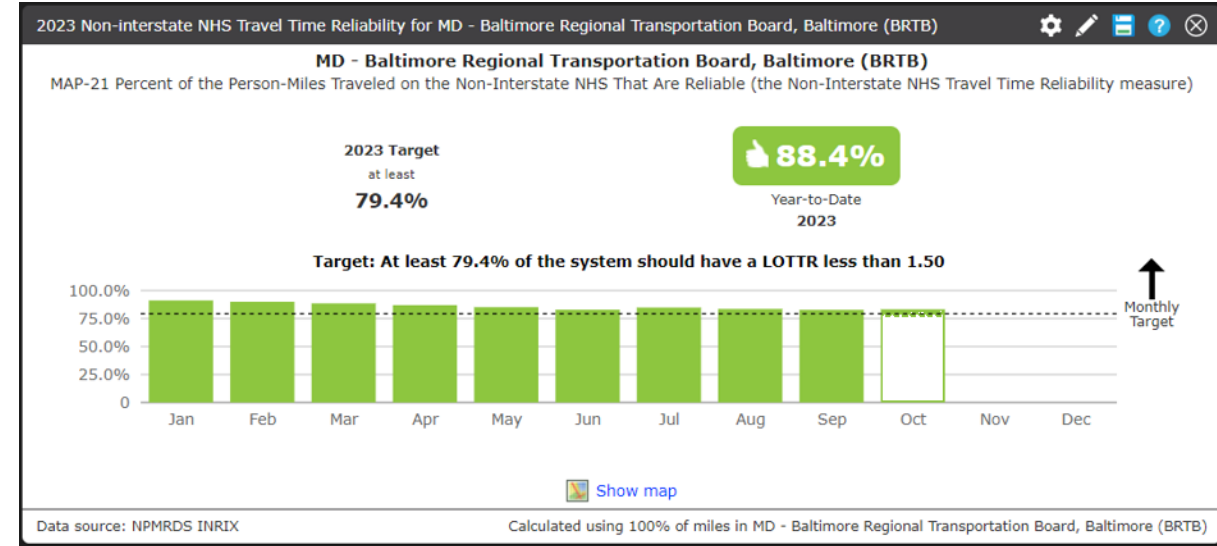 2023 Non-interstate NHS Travel Time Reliability for MD - Baltimore Regional Transportation Board, Baltimore (BRTB)
MD - Baltimore Regional Transportation Board, Baltimore (BRTB)
MAP-21 Percent of the Person-Miles Traveled on the Non-Interstate NHS That Are Reliable (the Non-Interstate NHS Travel Time Reliability measure)
2023 Target
at least
79.4%
88.4%
Year-to-Date
2023
Target: At least 79.4% of the system should have a LOTTR less than 1.50
100.0%
75.0%
50.0%
25.0%
0
Monthly
Target
Jan Feb Mar Apr May Jun Jul Aug Sep Oct Nov Dec
Show map
Data source: NPMRDS INRIX
Calculated using 100% of miles in MD - Baltimore Regional Transportation Board, Baltimore (BRTB)